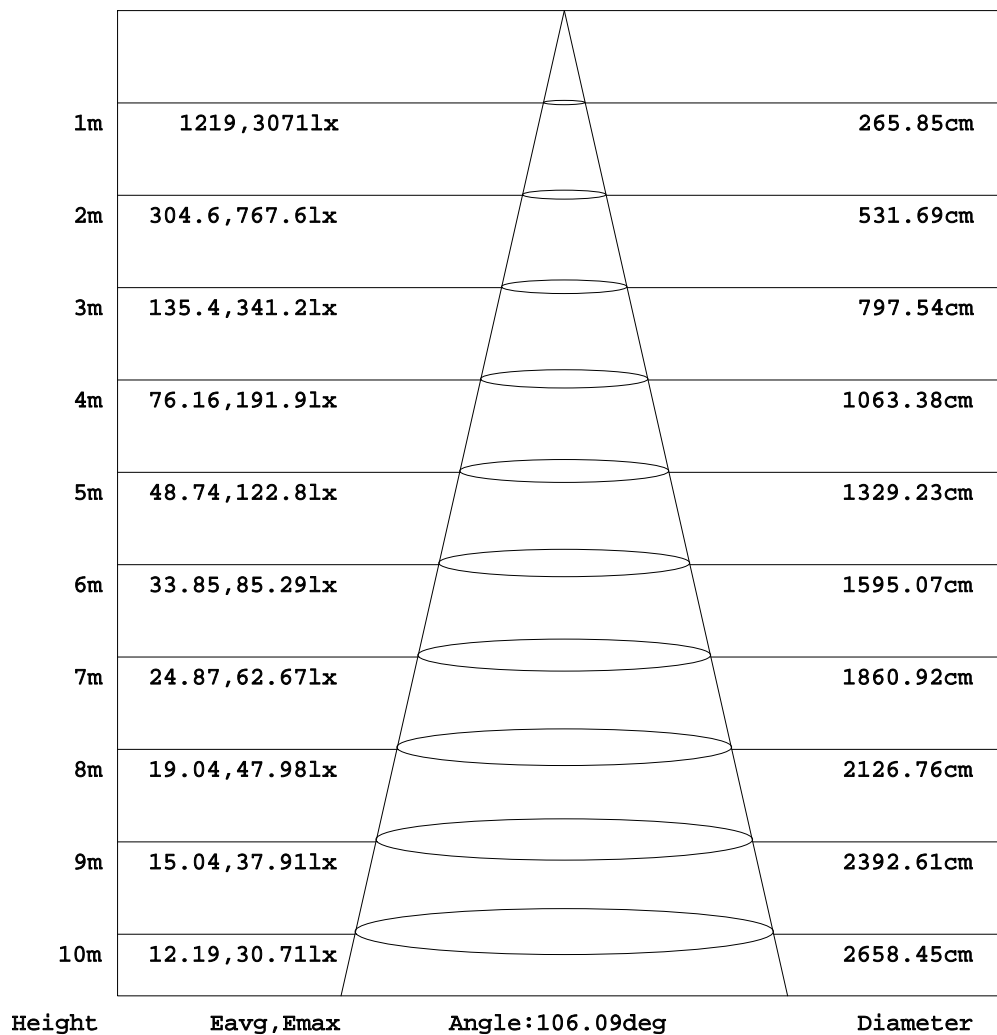 1m 1219,3071lx 265.85cm
2m 304.6,767.6lx 531.69cm
3m 135.4,341.2lx 797.54cm
4m 76.16,191.9lx 1063.38cm
5m 48.74,122.8lx 1329.23cm
6m 33.85,85.29lx 1595.07cm
7m 24.87,62.67lx 1860.92cm
8m 19.04,47.98lx 2126.76cm
9m 15.04,37.91lx 2392.61cm
10m 12.19,30.71lx 2658.45cm
Height Eavg,Emax Angle:106.09deg Diameter